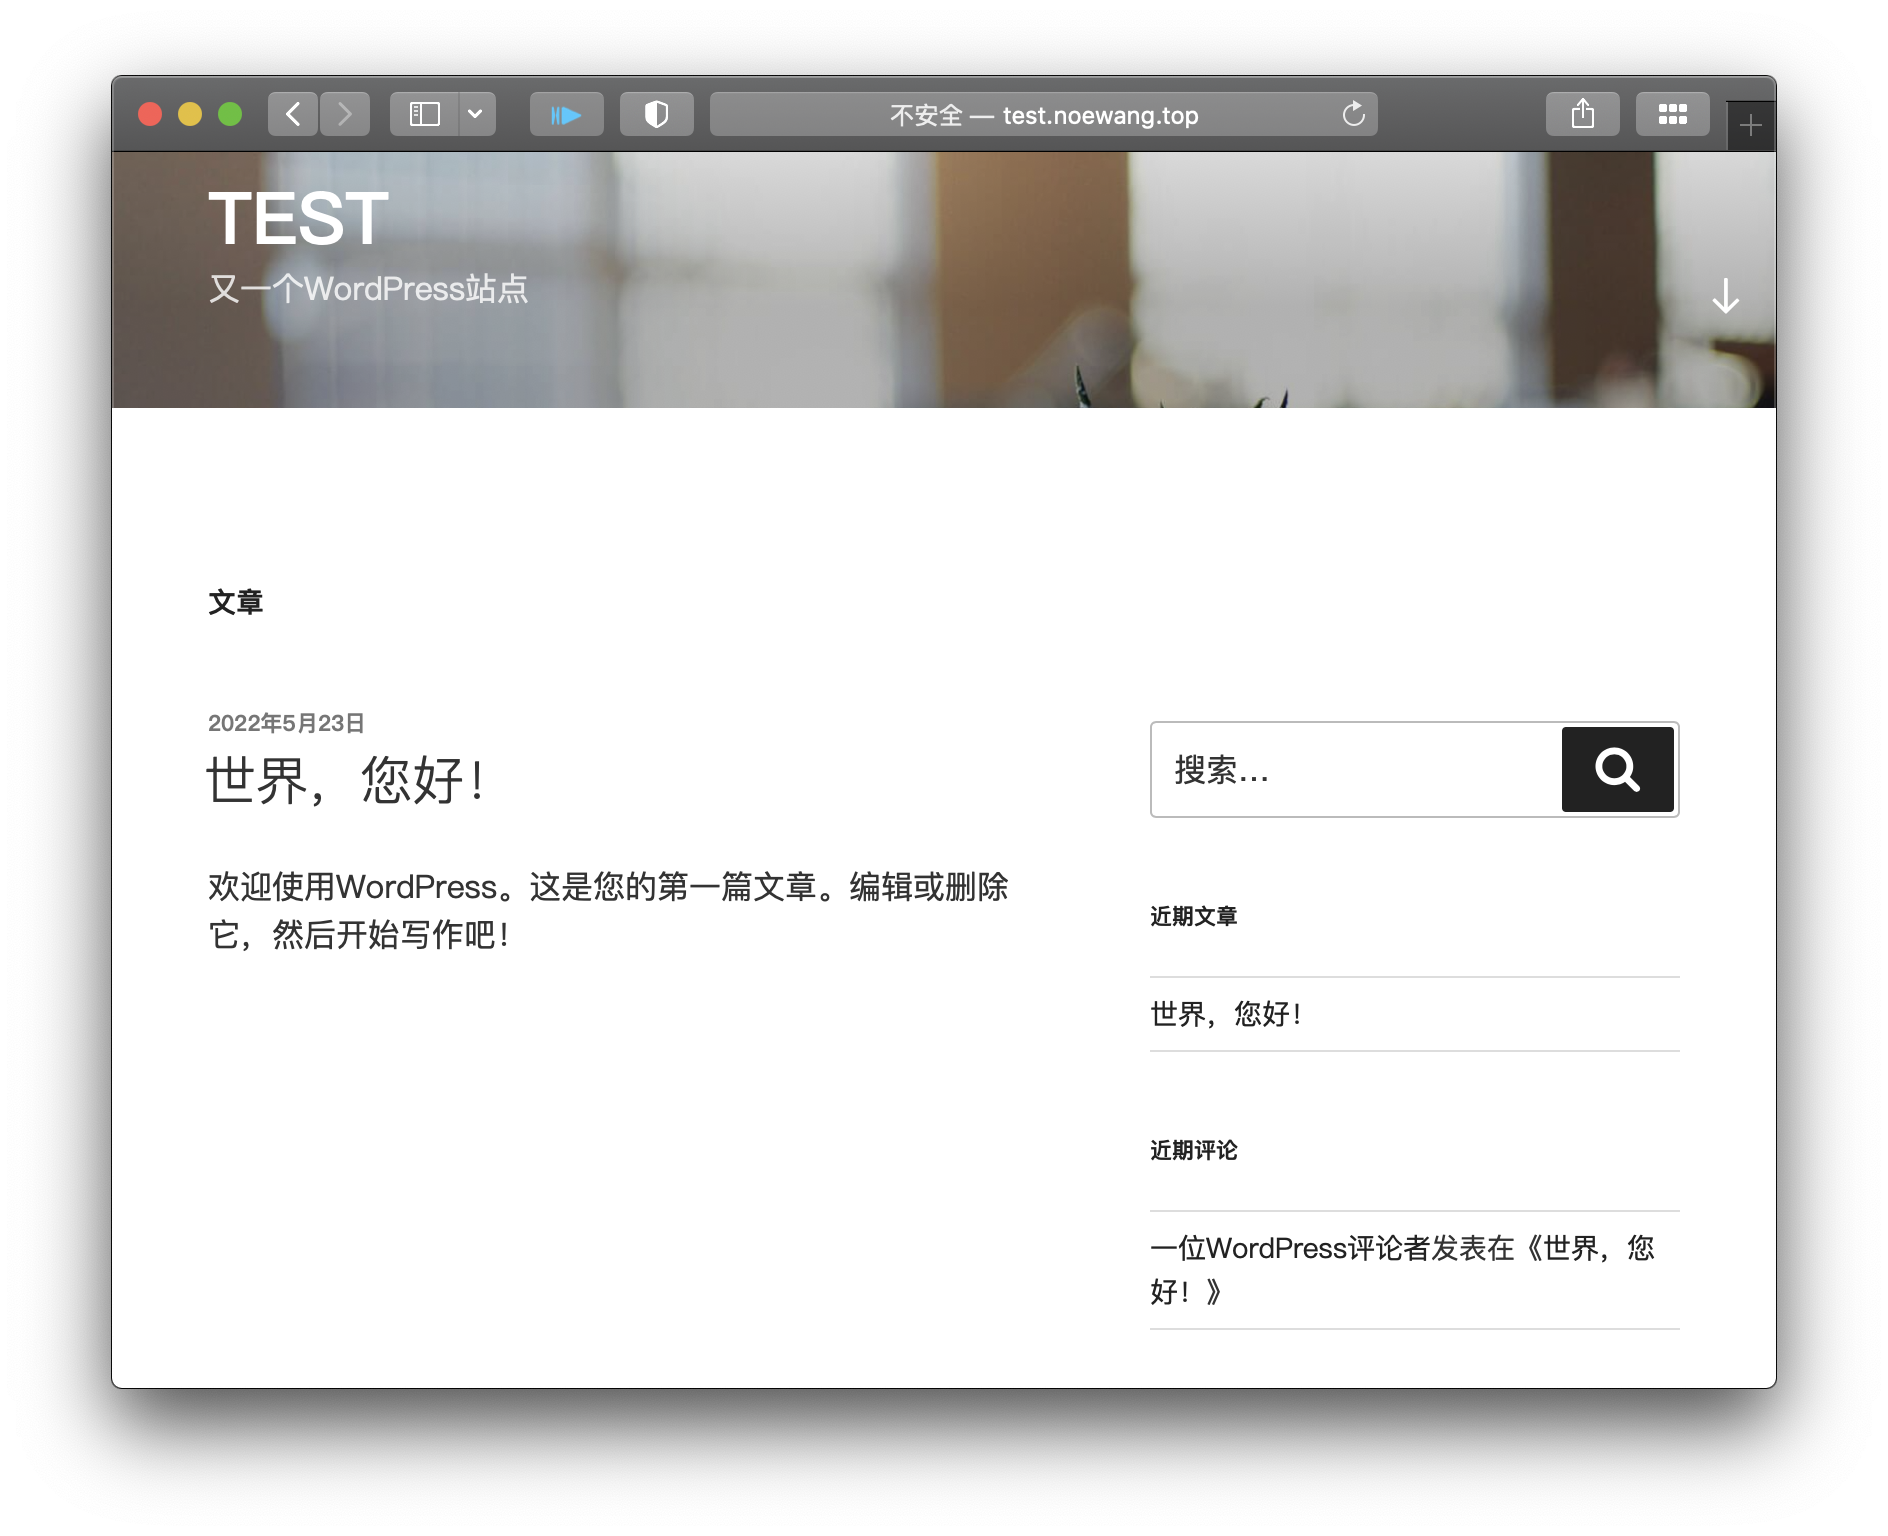 不安全 — test.noewang.top
TEST
又一个WordPress站点
文章
2022年5月23日
世界，您好！
欢迎使用WordPress。这是您的第一篇文章。编辑或删除
它，然后开始写作吧！
搜索…
近期文章
世界，您好！
近期评论
一位WordPress评论者发表在《世界，您
好！》